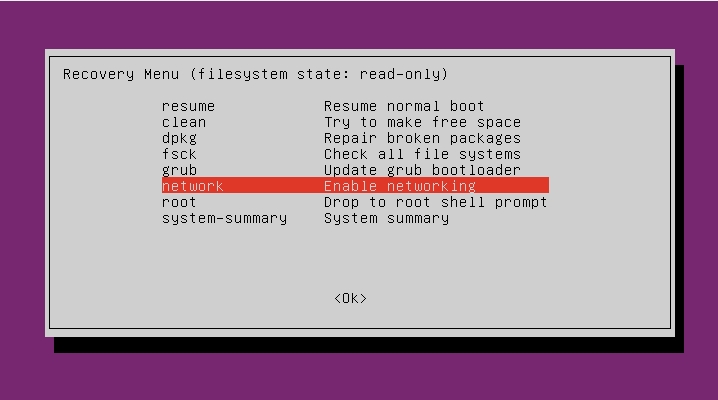 Recovery Menu (filesystem state: read-only)
resume Resume normal boot
clean Try to make free space
dpkg Repair broken packages
fsck Check all file systems
grub Update grub bootloader
network Enable networking
root Drop to root shell prompt
system-summary System summary
<Ok>